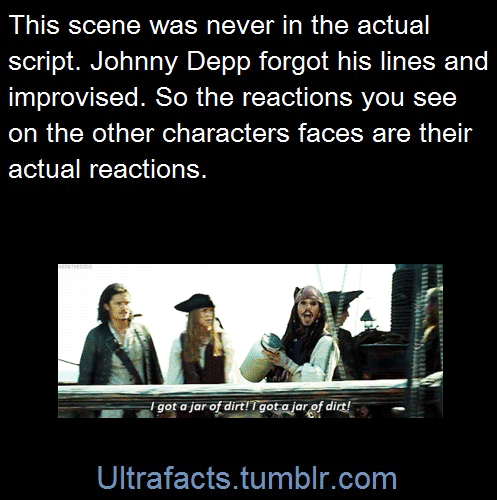 This scene was never in the actual
script. Johnny Depp forgot his lines and
improvised. So the reactions you see
on the other characters faces are their
actual reactions.
I got a jar of dirt! I got a jar of dirt!
Ultrafacts.tumblr.com